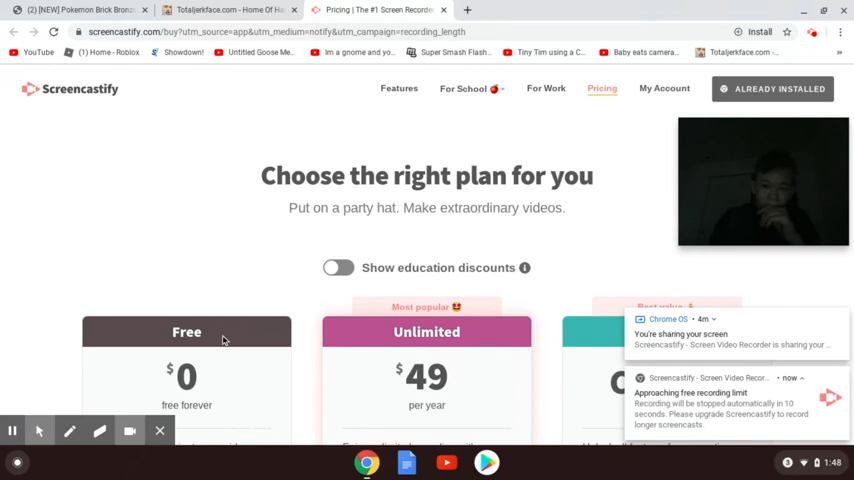 (2) [NEW] Pokemon Brick Bronze
Totaljerkface.com - Home Of Ha
Pricing | The #1 Screen Recorder
screencastify.com/buy?utm_source=app&utm_medium=notify&utm_campaign=recording_length
Install
YouTube
(1) Home - Roblox
Showdown!
Untitled Goose Me...
Im a gnome and yo...
Super Smash Flash...
Tiny Tim using a C...
Baby eats camera...
Totaljerkface.com -...
»
Screencastify
Features
For School
For Work
Pricing
My Account
ALREADY INSTALLED
Choose the right plan for you
Put on a party hat. Make extraordinary videos.
Show education discounts
Most popular
Best value
Free
Unlimited
$0
free forever
$49
per year
Chrome OS • 4m
You're sharing your screen
Screencastify - Screen Video Recorder is sharing your ...
Screencastify - Screen Video Recor... • now
Approaching free recording limit
Recording will be stopped automatically in 10
seconds. Please upgrade Screencastify to record
longer screencasts.
3
1:48